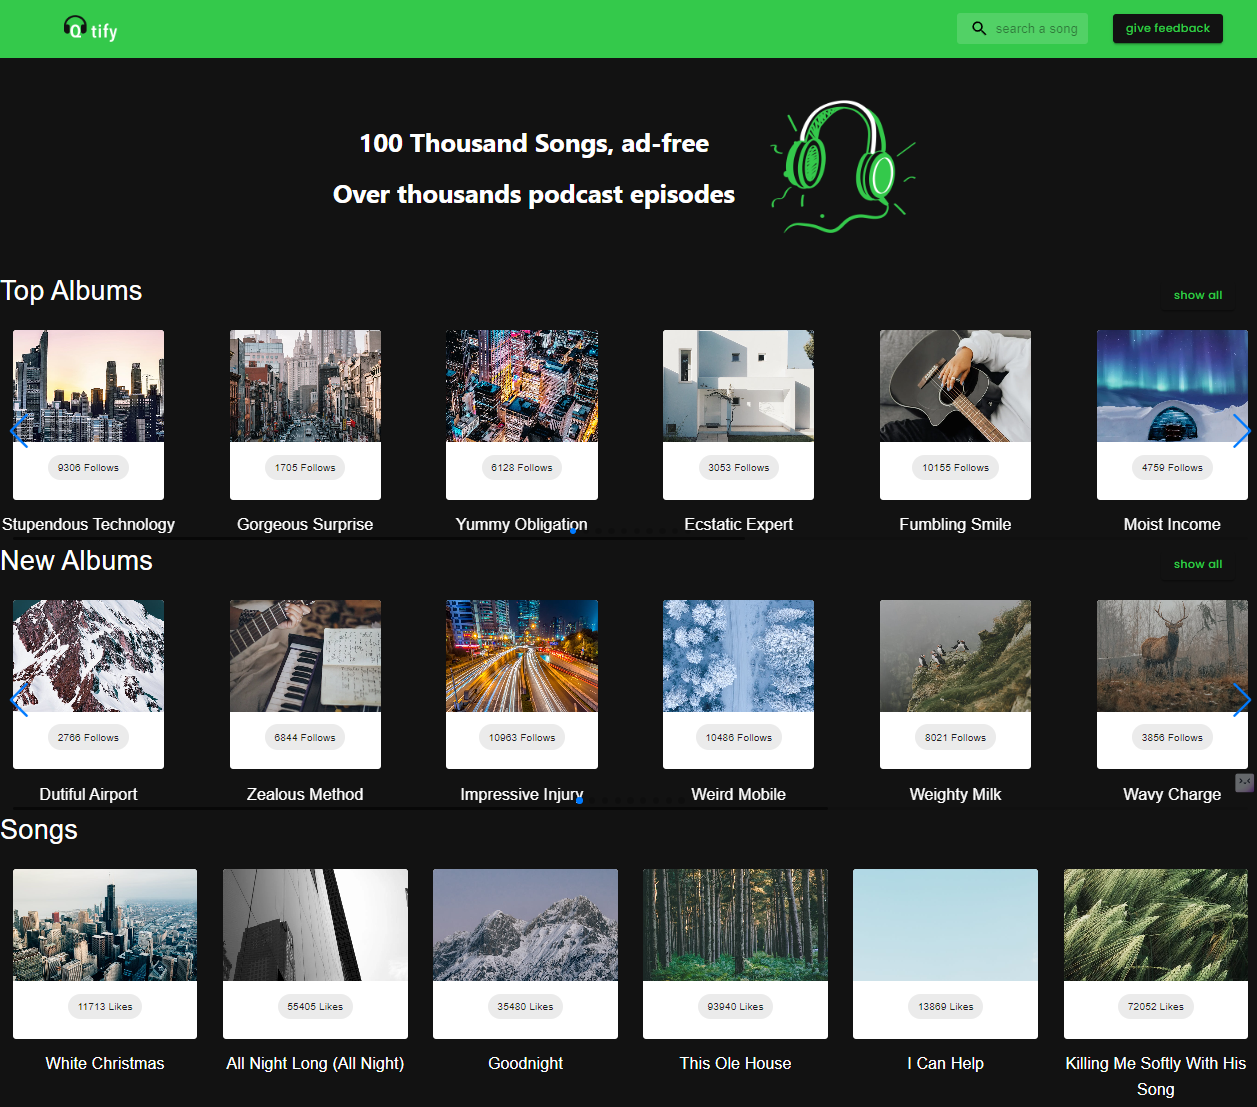 Qtify
search a song
give feedback
100 Thousand Songs, ad-free
Over thousands podcast episodes
Top Albums
show all
9306 Follows
1705 Follows
6128 Follows
3053 Follows
10155 Follows
4759 Follows
Stupendous Technology
Gorgeous Surprise
Yummy Obligation
Ecstatic Expert
Fumbling Smile
Moist Income
New Albums
show all
2766 Follows
6844 Follows
10963 Follows
10486 Follows
8021 Follows
3856 Follows
Dutiful Airport
Zealous Method
Impressive Injury
Weird Mobile
Weighty Milk
Wavy Charge
Songs
11713 Likes
55405 Likes
35480 Likes
93940 Likes
13869 Likes
72052 Likes
White Christmas
All Night Long (All Night)
Goodnight
This Ole House
I Can Help
Killing Me Softly With His
Song